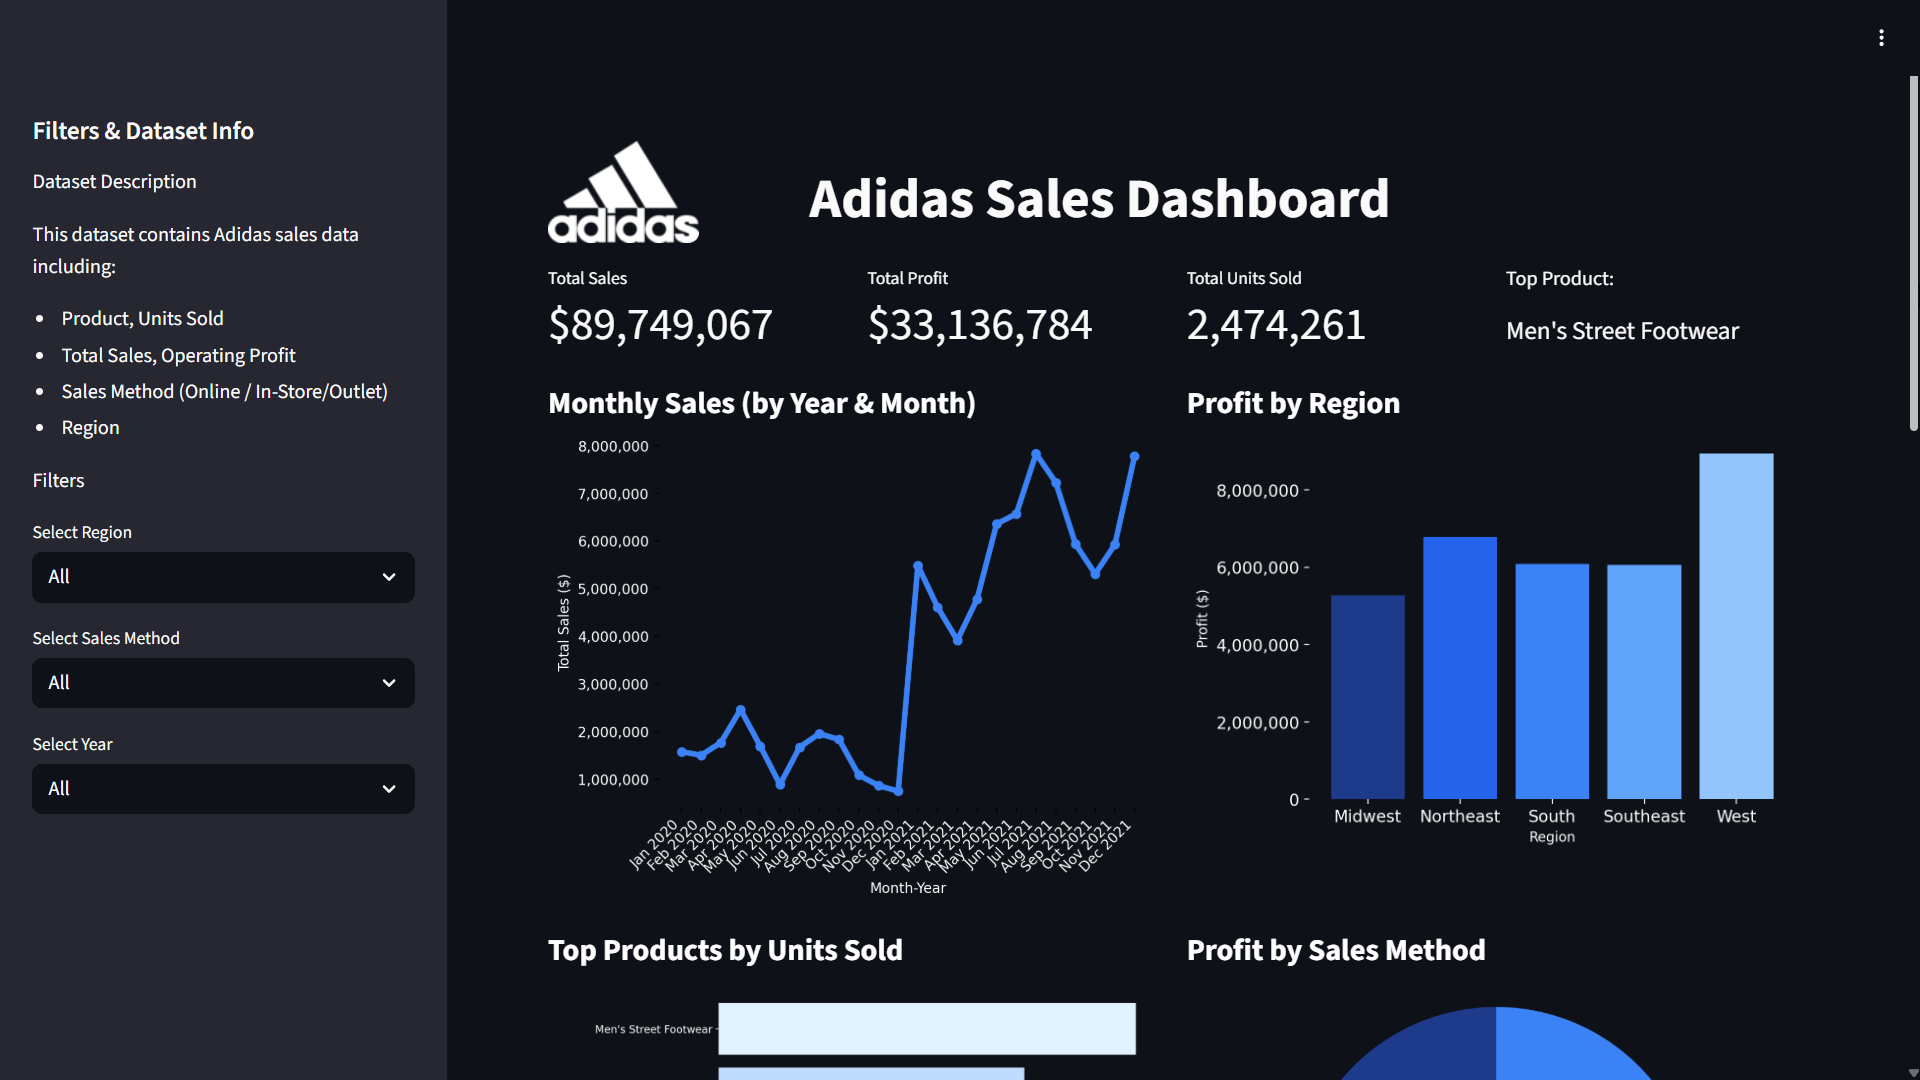 Filters & Dataset Info
Dataset Description
This dataset contains Adidas sales data
including:
Product, Units Sold
Total Sales, Operating Profit
Sales Method (Online / In-Store/Outlet)
Region
Filters
Select Region
All
Select Sales Method
All
Select Year
All
adidas
Adidas Sales Dashboard
Total Sales
$89,749,067
Total Profit
$33,136,784
Total Units Sold
2,474,261
Top Product:
Men's Street Footwear
Monthly Sales (by Year & Month)
8,000,000
7,000,000
6,000,000
5,000,000
4,000,000
3,000,000
2,000,000
1,000,000
Total Sales ($)
Jan 2020
Feb 2020
Mar 2020
Apr 2020
May 2020
Jun 2020
Jul 2020
Aug 2020
Sep 2020
Oct 2020
Nov 2020
Dec 2020
Jan 2021
Feb 2021
Mar 2021
Apr 2021
May 2021
Jun 2021
Jul 2021
Aug 2021
Sep 2021
Oct 2021
Nov 2021
Dec 2021
Month-Year
Profit by Region
8,000,000
6,000,000
4,000,000
2,000,000
0
Profit ($)
Midwest Northeast South Southeast West
Region
Top Products by Units Sold
Men's Street Footwear
Profit by Sales Method